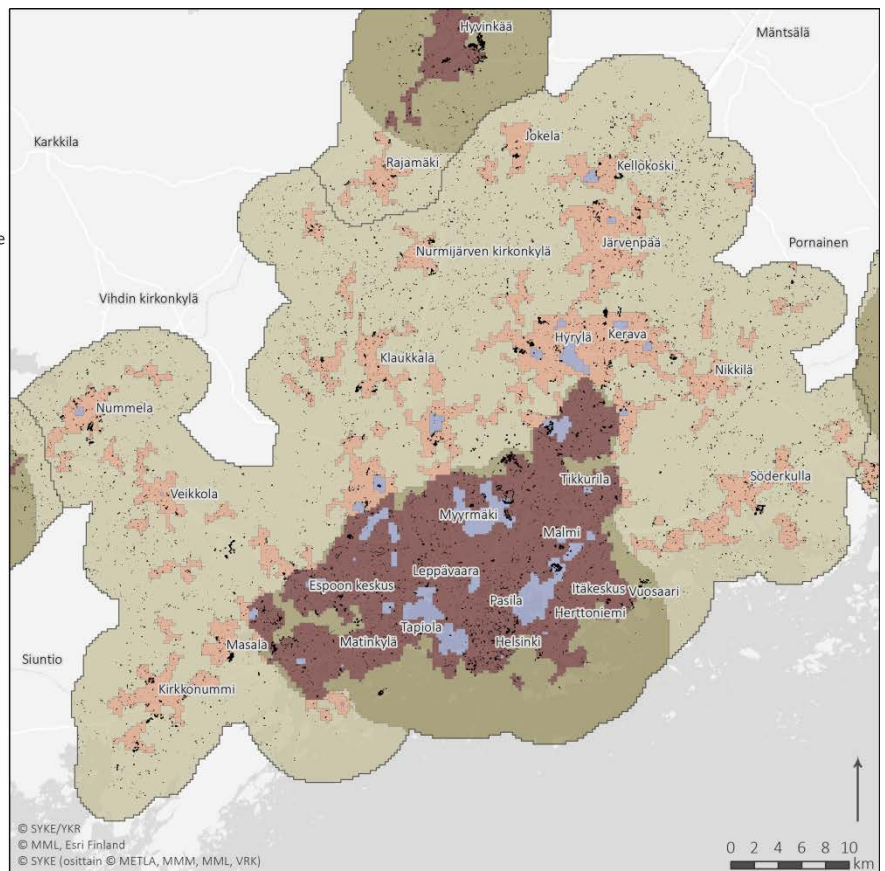 Hyvinkää
Mäntsälä
Karkkila
Jokela
Rajamäki
Kellokoski
e
Nurmijärven kirkonkylä
Järvenpää
Pornainen
Vihdin kirkonkylä
Hyrylä
Kerava
Klaukkala
Nikkilä
Nummela
Tikkurila
Söderkulla
Veikkola
Myyrmäki
Malmi
Leppävaara
Espoon keskus
Itäkeskus
Vuosaari
Pasila
Herttoniemi
Tapiola
Masala
Matinkylä
Helsinki
Siuntio
Kirkkonummi
© SYKE/YKR
© MML, Esri Finland
© SYKE (osittain © METLA, MMM, MML, VRK)
0 2 4 6 8 10
km